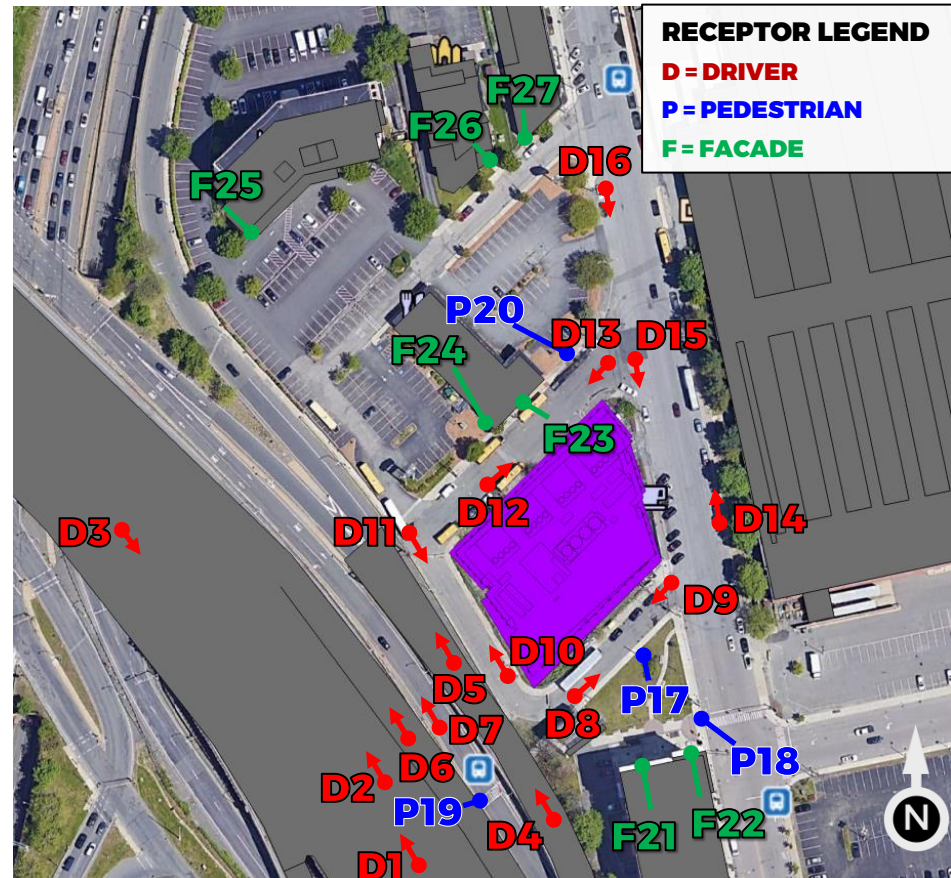 RECEPTOR LEGEND
D = DRIVER
P = PEDESTRIAN
F = FACADE
F27
F26
D16
F25
P20
D13
D15
F24
F23
D12
D3
D11
D14
D9
D10
D5
P17
D8
D7
D6
P18
D2
P19
D4
F21
F22
D1
N